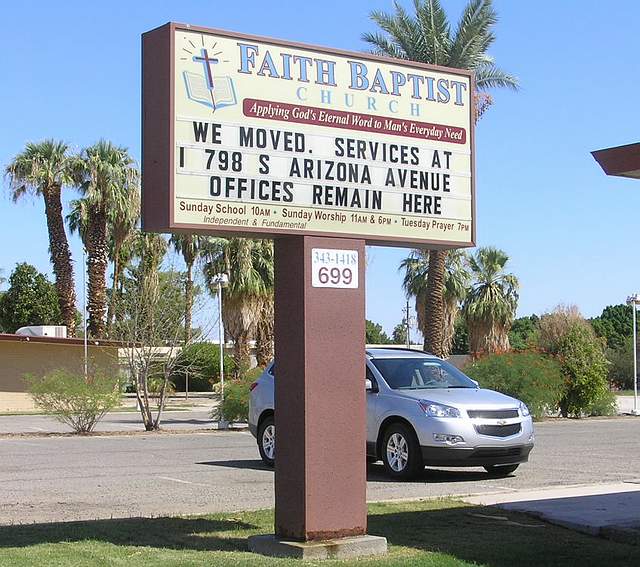 FAITH BAPTIST
CHURCH
Applying God's Eternal Word to Man's Everyday Need
WE MOVED. SERVICES AT
1 798 S ARIZONA AVENUE
OFFICES REMAIN HERE
Sunday School 10AM • Sunday Worship 11AM & 6PM • Tuesday Prayer 7PM
Independent & Fundamental
343-1418
699